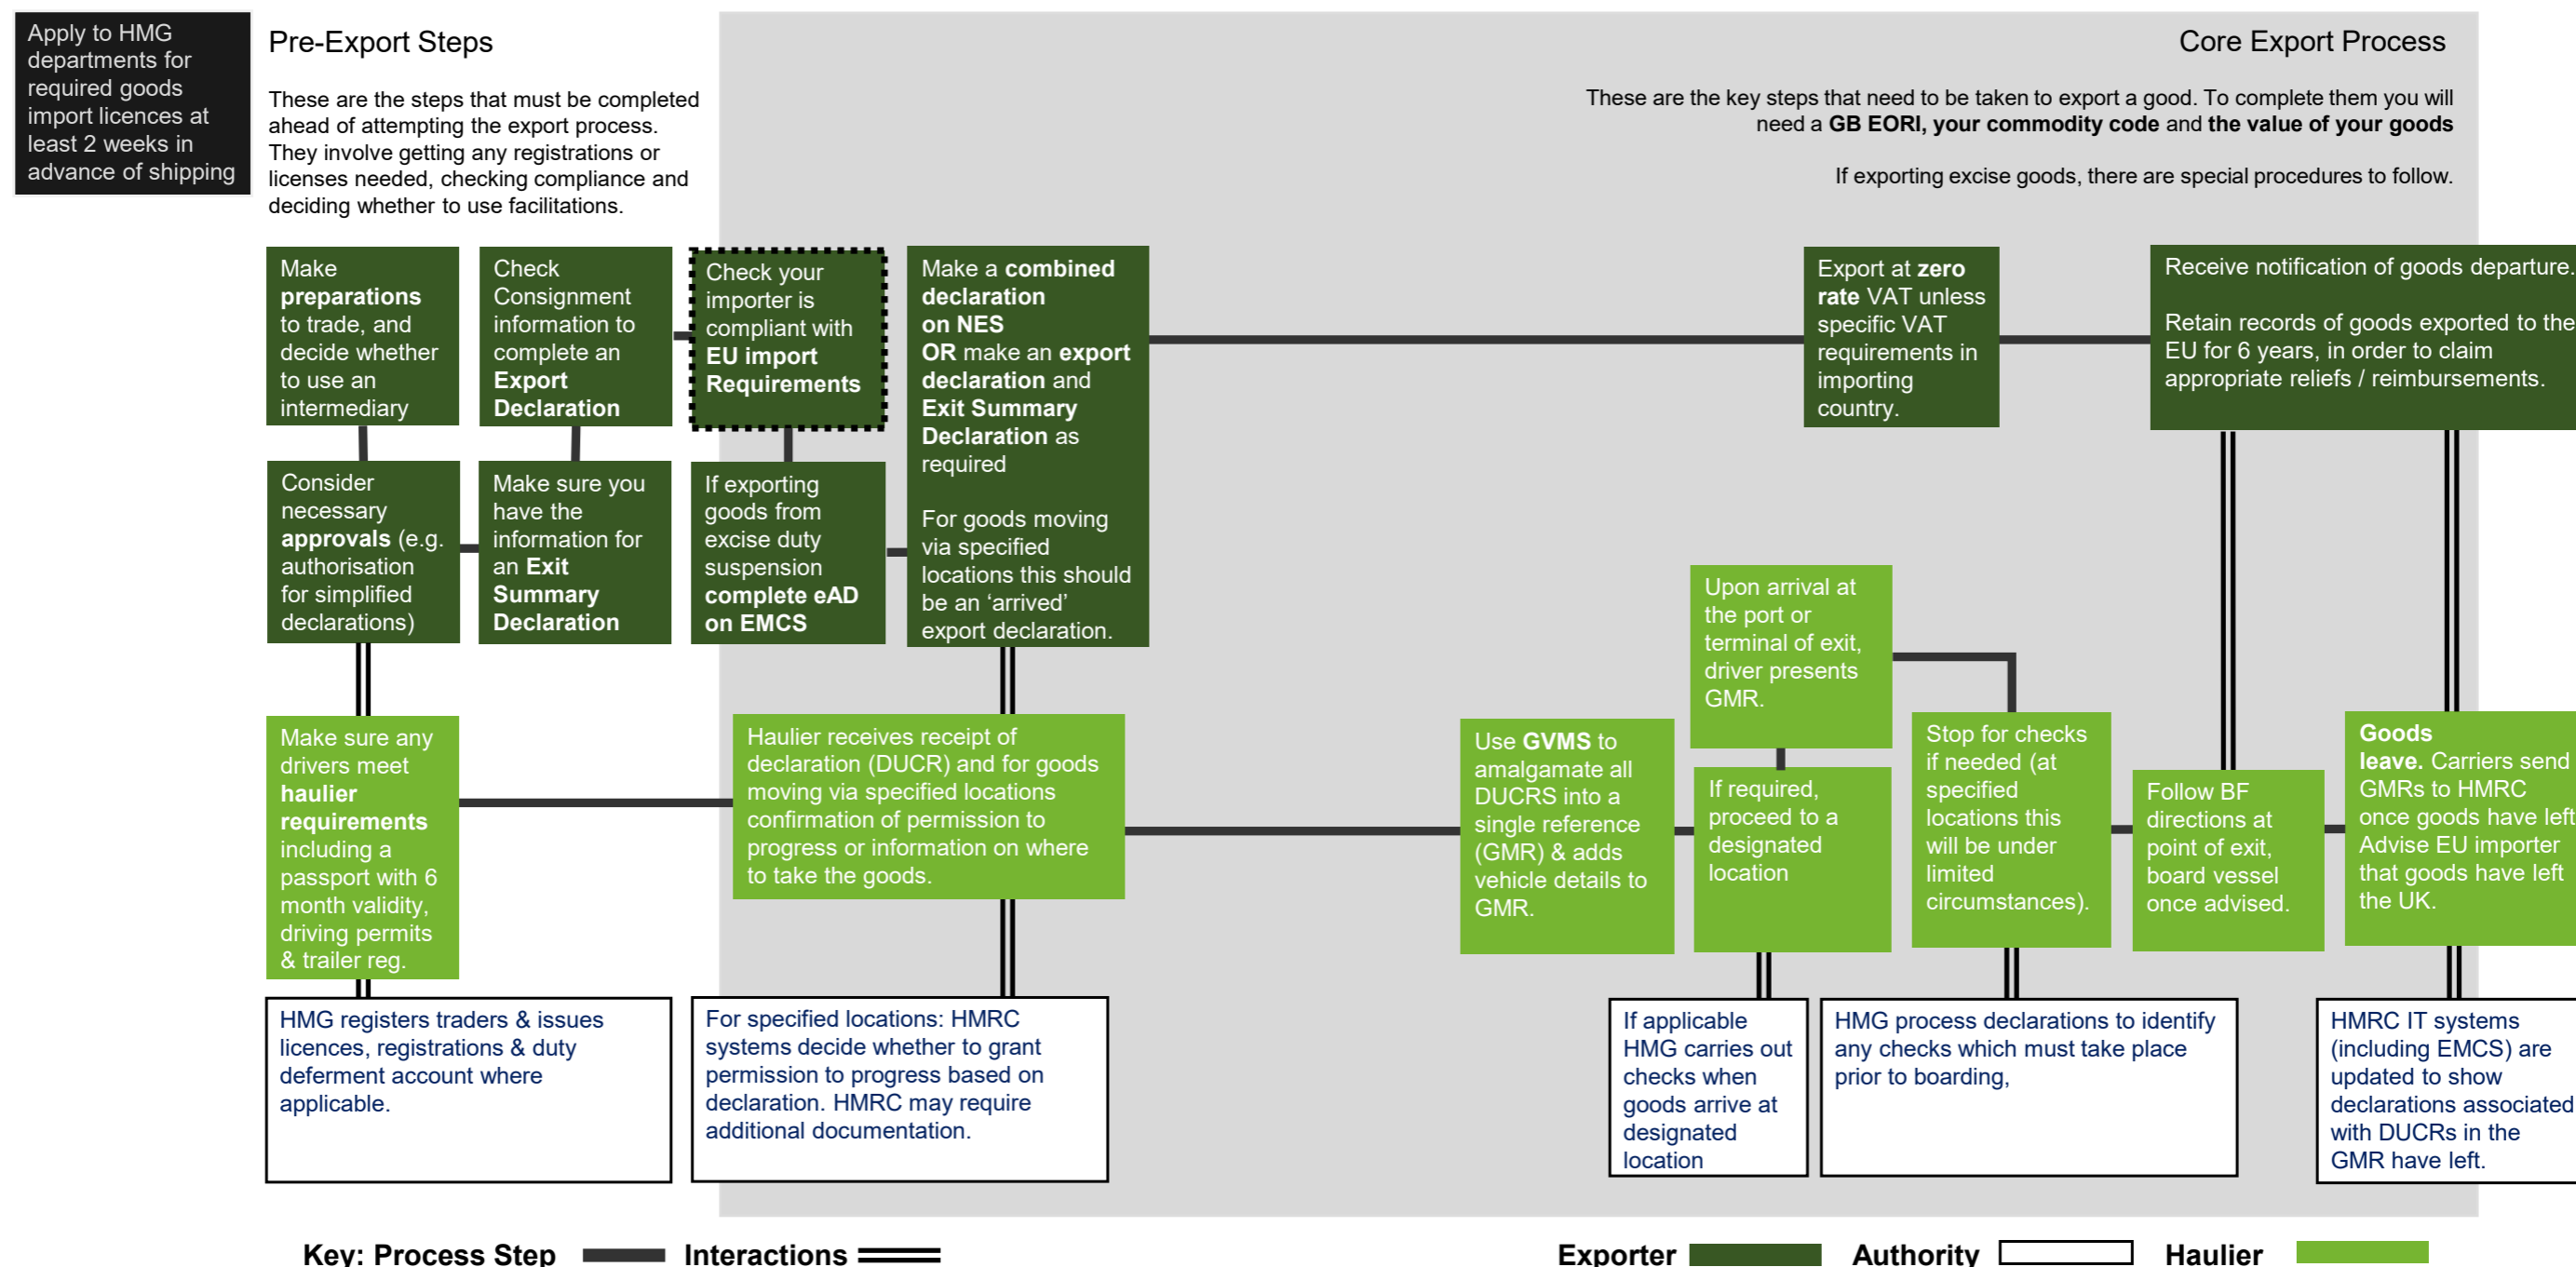 Apply to HMG
departments for
required goods
import licences at
least 2 weeks in
advance of shipping
Pre-Export Steps
These are the steps that must be completed
ahead of attempting the export process.
They involve getting any registrations or
licenses needed, checking compliance and
deciding whether to use facilitations.
Core Export Process
These are the key steps that need to be taken to export a good. To complete them you will
need a GB EORI, your commodity code and the value of your goods
If exporting excise goods, there are special procedures to follow.
Make
preparations
to trade, and
decide whether
to use an
intermediary
Check
Consignment
information to
complete an
Export
Declaration
Check your
importer is
compliant with
EU import
Requirements
Make a combined
declaration
on NES
OR make an export
declaration and
Exit Summary
Declaration as
required
For goods moving
via specified
locations this should
be an ‘arrived’
export declaration.
Export at zero
rate VAT unless
specific VAT
requirements in
importing
country.
Receive notification of goods departure.
Retain records of goods exported to the
EU for 6 years, in order to claim
appropriate reliefs / reimbursements.
Consider
necessary
approvals (e.g.
authorisation
for simplified
declarations)
Make sure you
have the
information for
an Exit
Summary
Declaration
If exporting
goods from
excise duty
suspension
complete eAD
on EMCS
Make sure any
drivers meet
haulier
requirements
including a
passport with 6
month validity,
driving permits
& trailer reg.
Haulier receives receipt of
declaration (DUCR) and for goods
moving via specified locations
confirmation of permission to
progress or information on where
to take the goods.
Use GVMS to
amalgamate all
DUCRS into a
single reference
(GMR) & adds
vehicle details to
GMR.
Upon arrival at
the port or
terminal of exit,
driver presents
GMR.
If required,
proceed to a
designated
location
Stop for checks
if needed (at
specified
locations this
will be under
limited
circumstances).
Follow BF
directions at
point of exit,
board vessel
once advised.
Goods
leave. Carriers send
GMRs to HMRC
once goods have left
Advise EU importer
that goods have left
the UK.
HMG registers traders & issues
licences, registrations & duty
deferment account where
applicable.
For specified locations: HMRC
systems decide whether to grant
permission to progress based on
declaration. HMRC may require
additional documentation.
If applicable
HMG carries out
checks when
goods arrive at
designated
location
HMG process declarations to identify
any checks which must take place
prior to boarding,
HMRC IT systems
(including EMCS) are
updated to show
declarations associated
with DUCRs in the
GMR have left.
Key: Process Step Interactions Exporter Authority Haulier